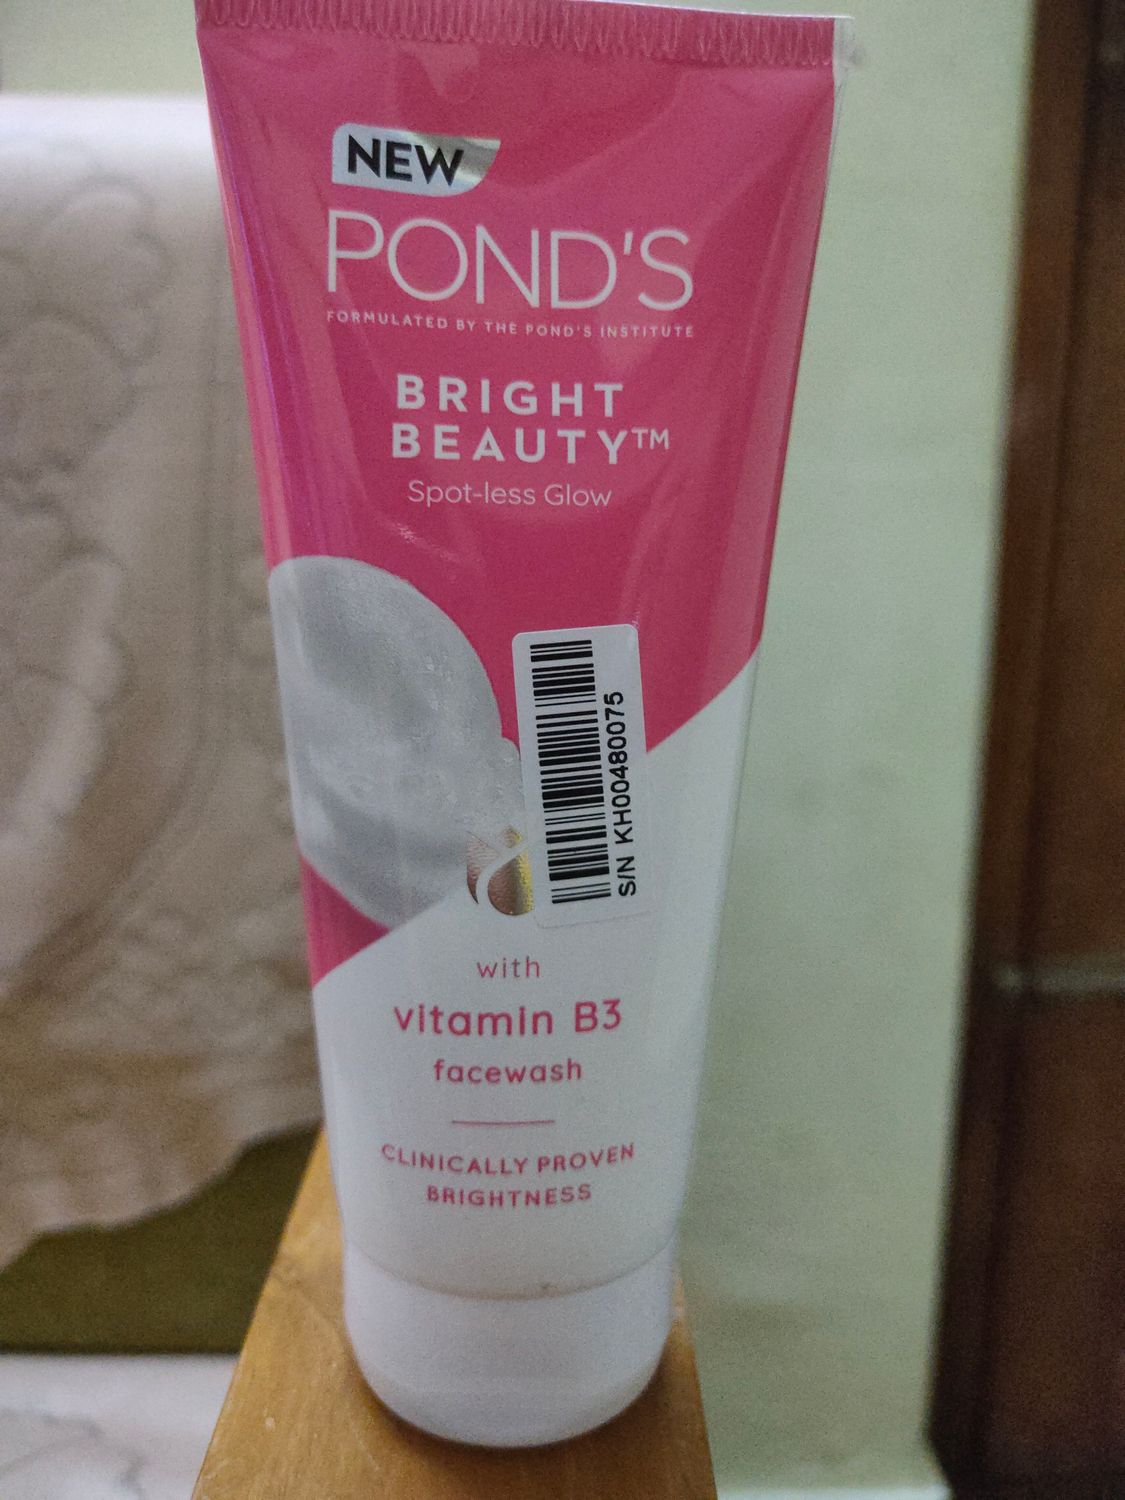 NEW
POND'S
FORMULATED BY THE POND'S INSTITUTE
BRIGHT
BEAUTY™
Spot-less Glow
S/N KH00480075
with
vitamin B3
facewash
CLINICALLY PROVEN
BRIGHTNESS